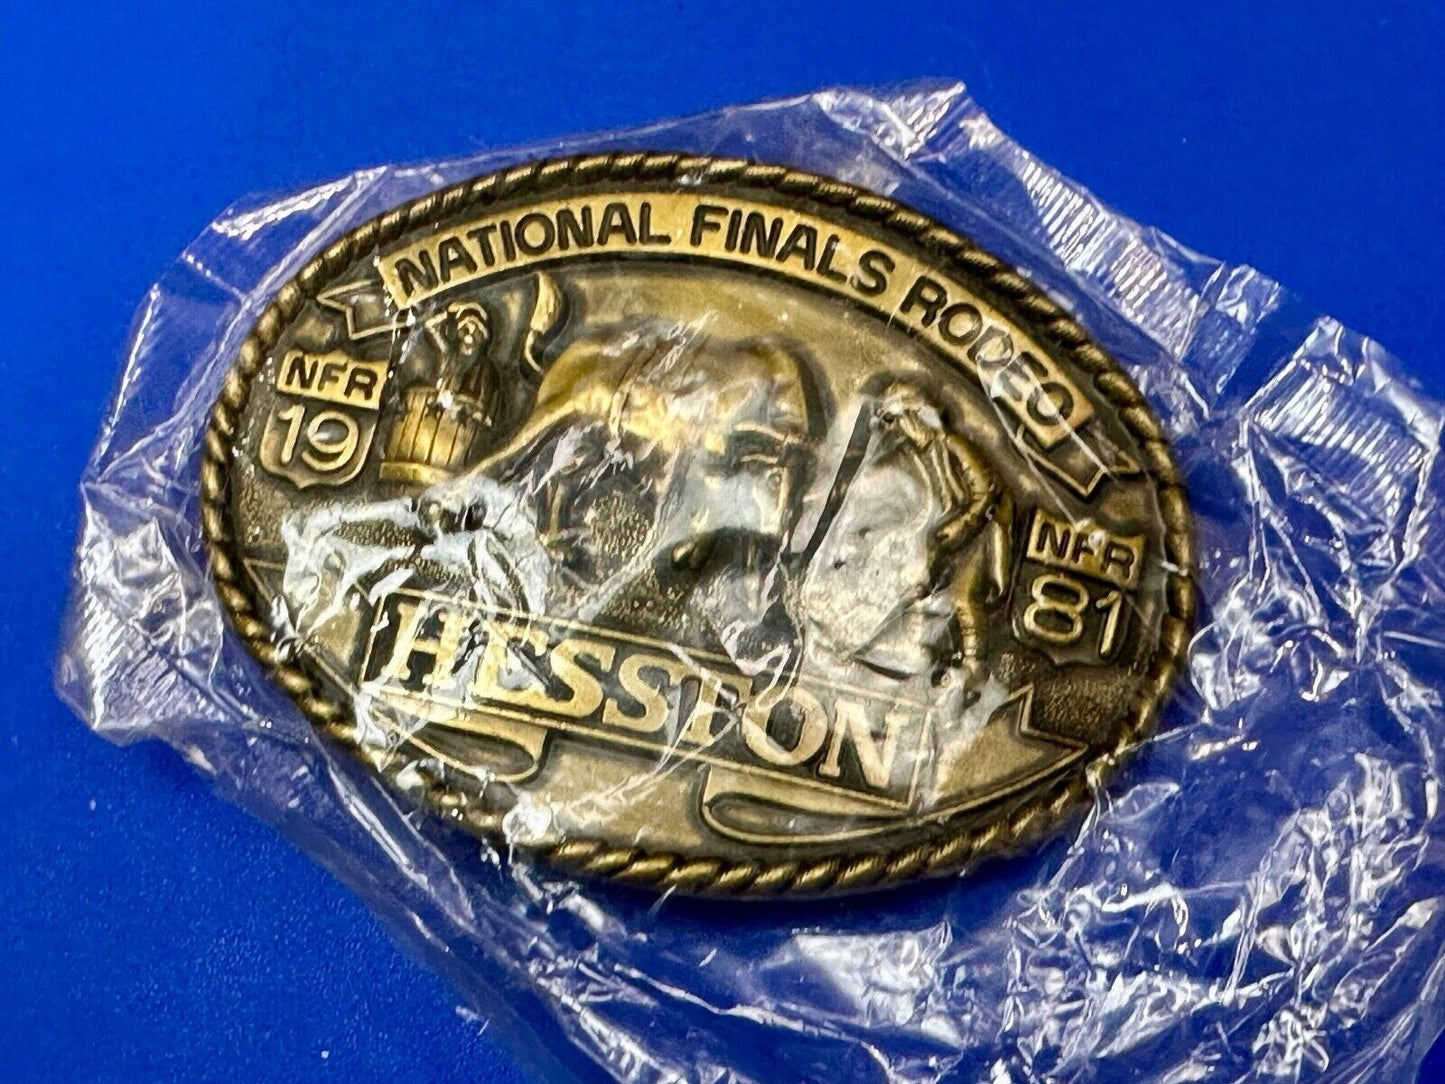 NATIONAL FINALS RODEO
NFR
19
NFR
81
HESSTON